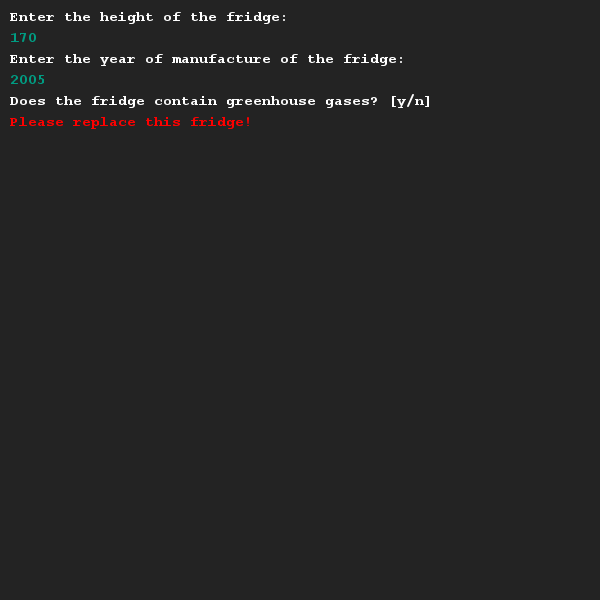 Enter the height of the fridge:
170
Enter the year of manufacture of the fridge:
2005
Does the fridge contain greenhouse gases? [y/n]
Please replace this fridge!